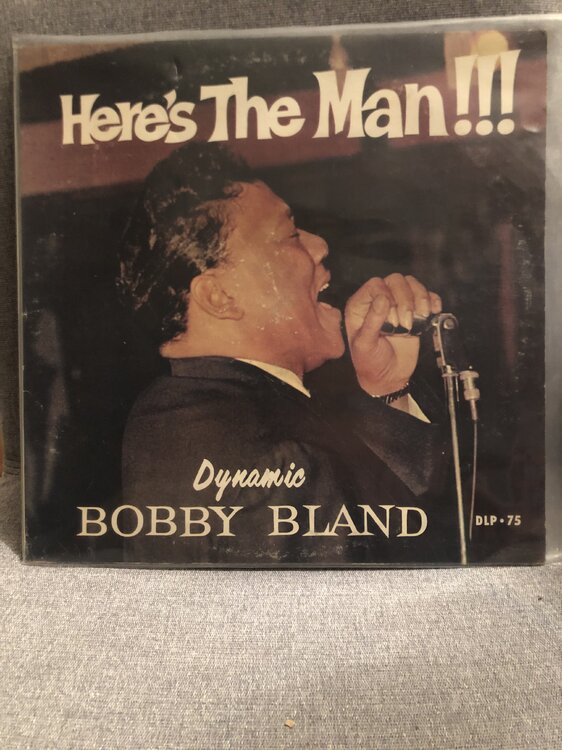 Here's The Man!!!
Dynamic
BOBBY BLAND
DLP•75